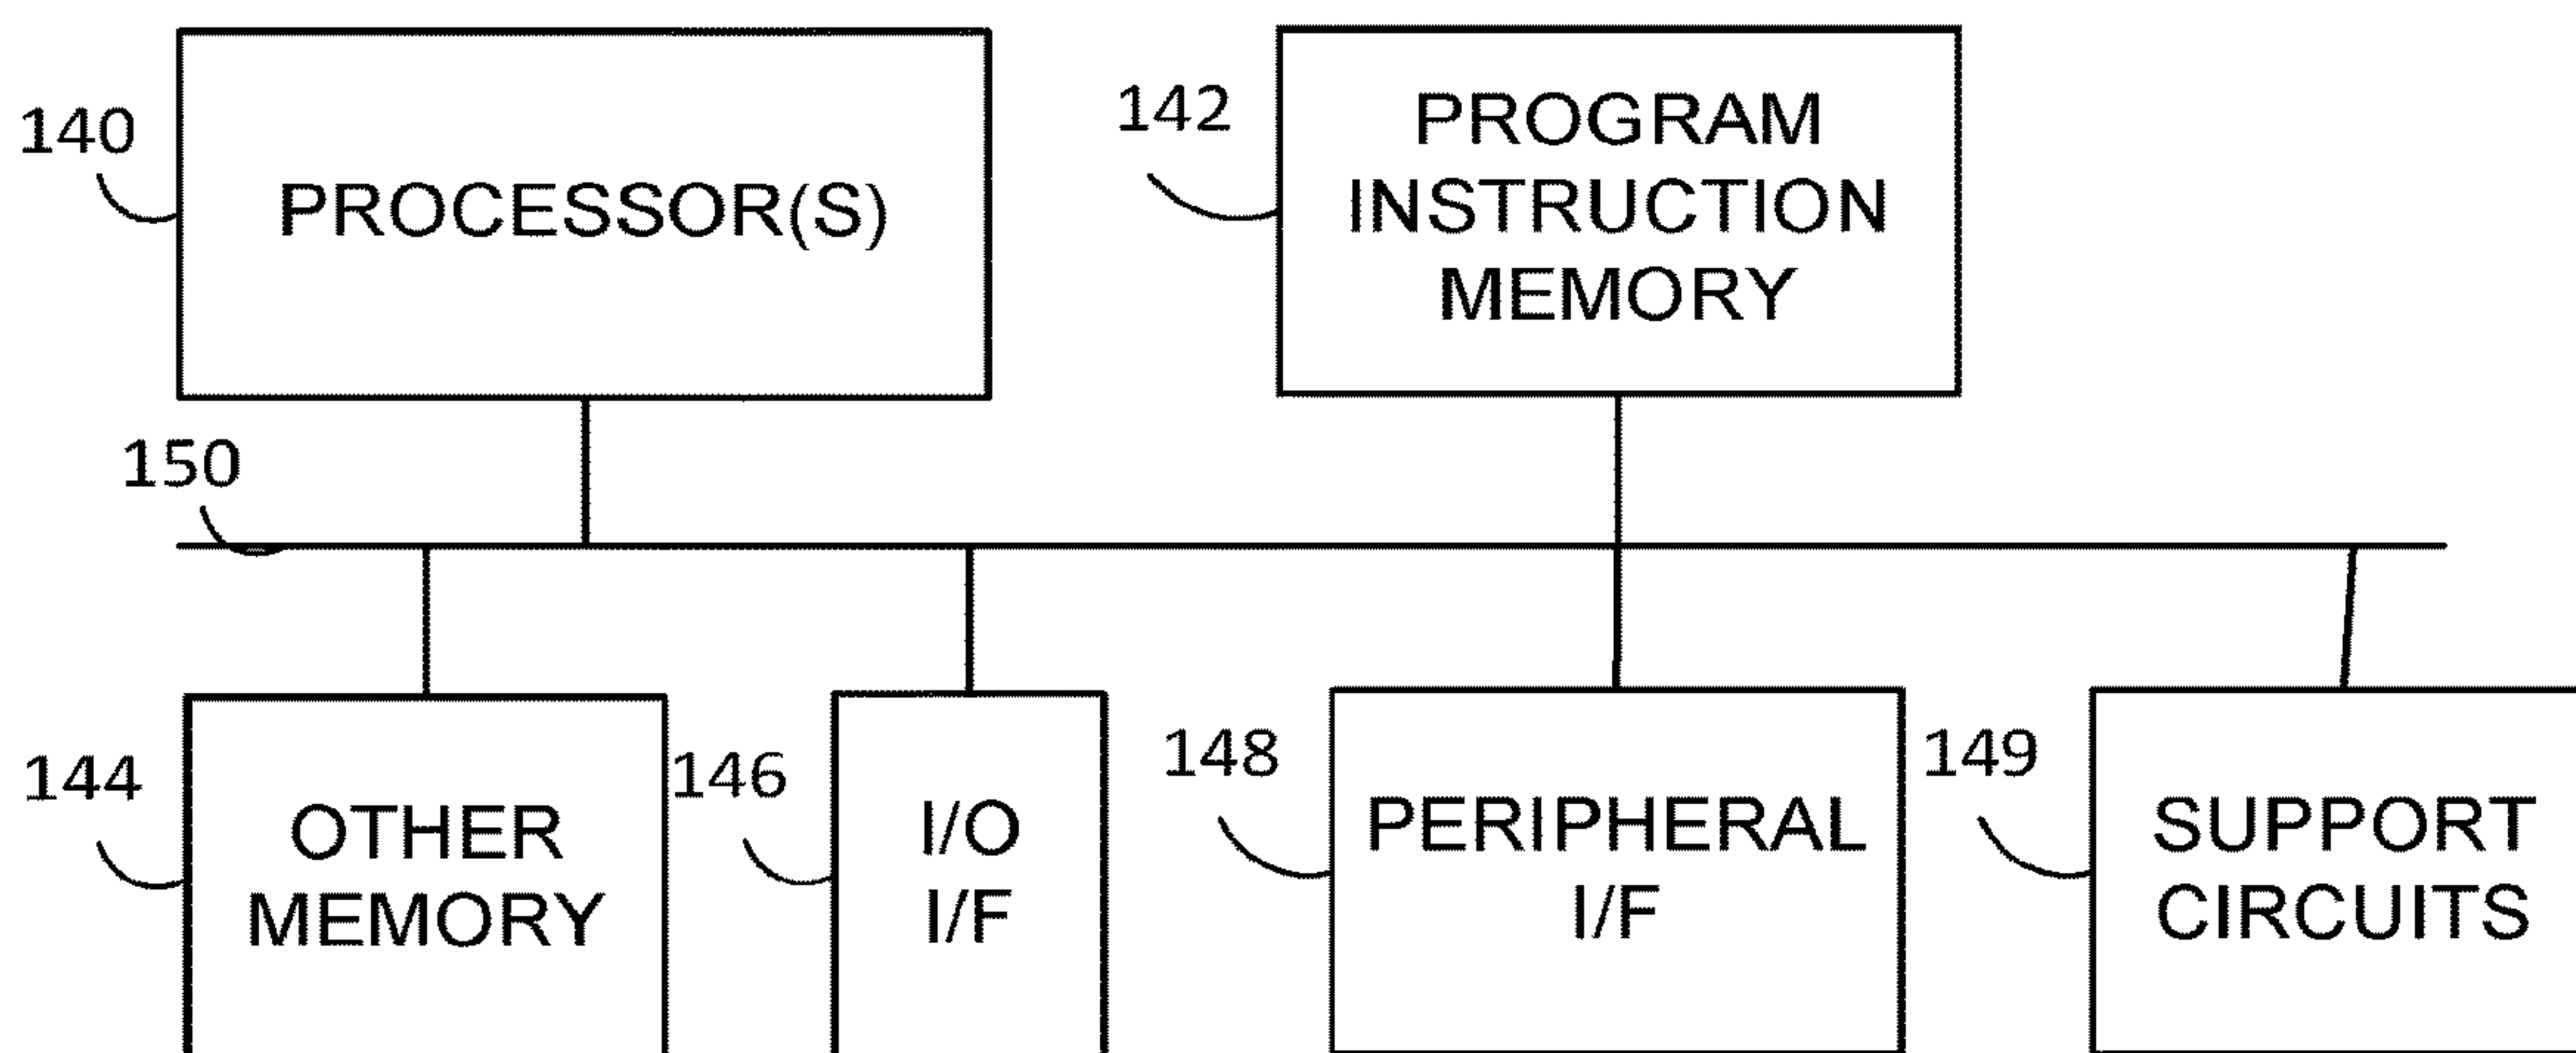 140
PROCESSOR(S)
142
PROGRAM
INSTRUCTION
MEMORY
150
144
OTHER
MEMORY
146
I/O
I/F
148
PERIPHERAL
I/F
149
SUPPORT
CIRCUITS